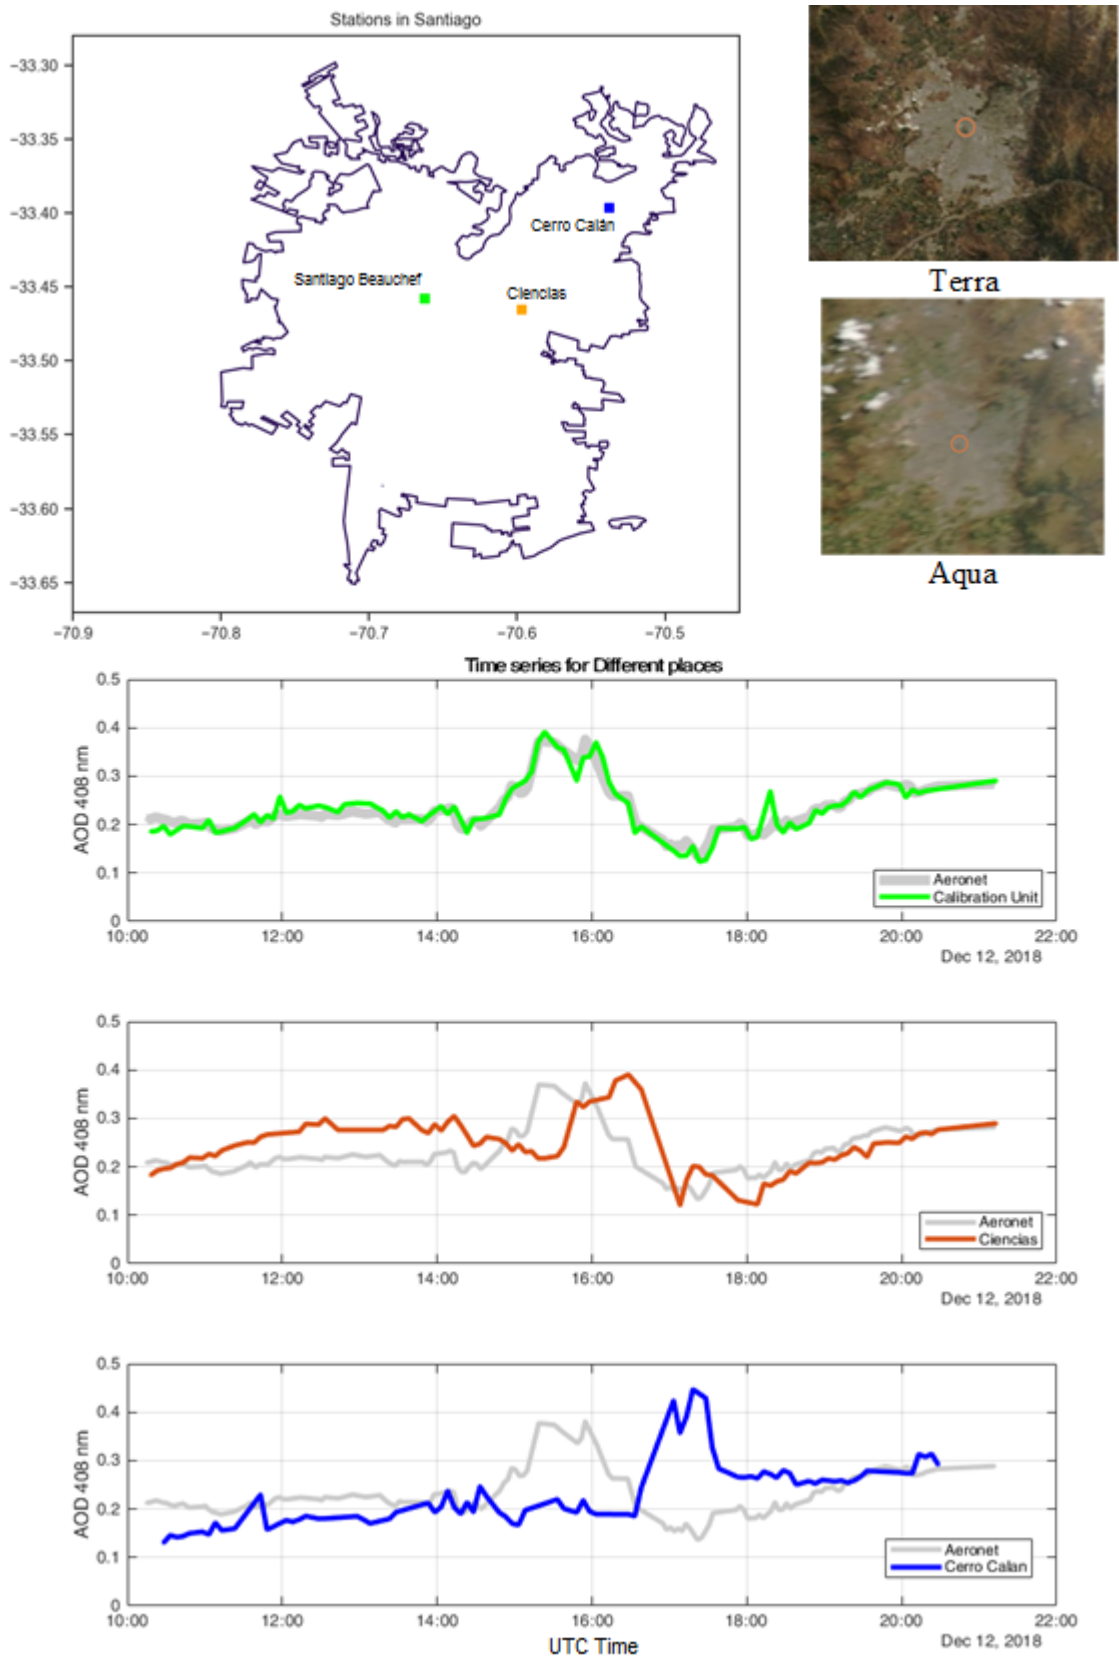 Stations in Santiago
−33.30
−33.35
−33.40
−33.45
−33.50
−33.55
−33.60
−33.65
Cerro Calán
Santiago Beauchef
Ciencias
−70.9
−70.8
−70.7
−70.6
−70.5
Terra
Aqua
Time series for Different places
0.5
0.4
0.3
0.2
0.1
0
AOD 408 nm
Aeronet
Calibration Unit
10:00
12:00
14:00
16:00
18:00
20:00
22:00
Dec 12, 2018
0.5
0.4
0.3
0.2
0.1
0
AOD 408 nm
Aeronet
Ciencias
10:00
12:00
14:00
16:00
18:00
20:00
22:00
Dec 12, 2018
0.5
0.4
0.3
0.2
0.1
0
AOD 408 nm
Aeronet
Cerro Calan
10:00
12:00
14:00
16:00
18:00
20:00
22:00
UTC Time
Dec 12, 2018